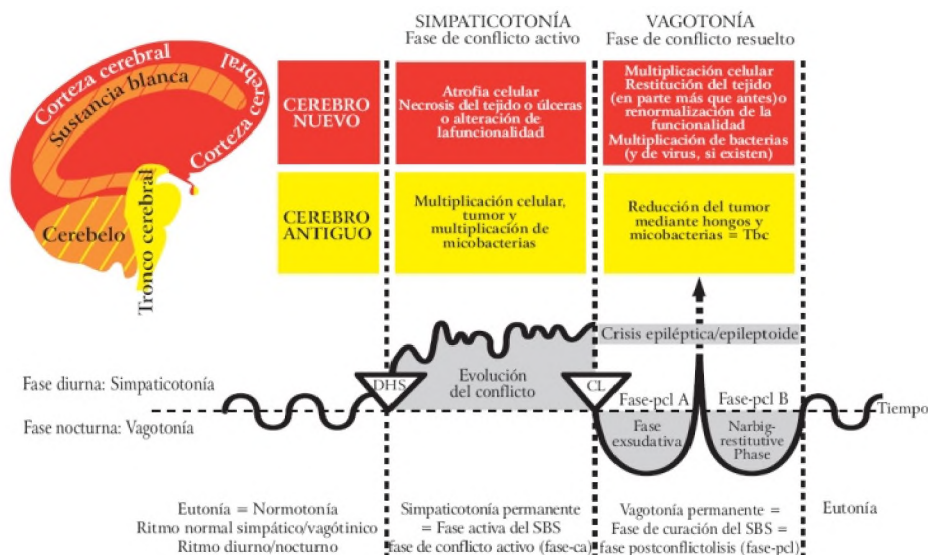 SIMPATICOTONÍA
Fase de conflicto activo
VAGOTONÍA
Fase de conflicto resuelto
Corteza cerebral
Corteza cerebral
Sustancia blanca
Cerebelo
Tronco cerebral
CEREBRO
NUEVO
Atrofia celular
Necrosis del tejido o úlceras
o alteración de
lafuncionalidad
Multiplicación celular
Restitución del tejido
(en parte más que antes)o
renormalización de la
funcionalidad
Multiplicación de bacterias
(y de virus, si existen)
CEREBRO
ANTIGUO
Multiplicación celular,
tumor y
multiplicación de
micobacterias
Reducción del tumor
mediante hongos y
micobacterias = Tbc
Crisis epiléptica/epileptoide
Fase diurna: Simpaticotonía
DHS
Evolución
del conflicto
CL
Fase-pcl A
Fase-pcl B
Tiempo
Fase nocturna: Vagotonía
Fase
exsudativa
Narbig-
restitutive
Phase
Eutonía = Normotonía
Ritmo normal simpático/vagótinico
Ritmo diurno/nocturno
Simpaticotonía permanente
= Fase activa del SBS
fase de conflicto activo (fase-ca)
Vagotonía permanente =
Fase de curación del SBS =
fase postconflictolisis (fase-pcl)
Eutonía